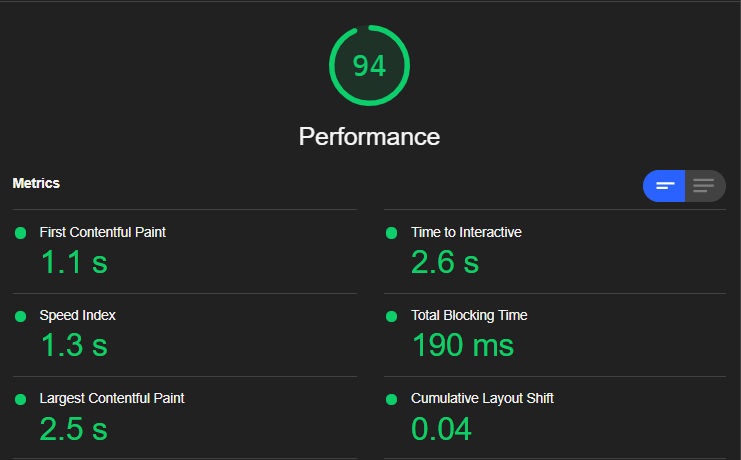 94
Performance
Metrics
First Contentful Paint
1.1 s
Time to Interactive
2.6 s
Speed Index
1.3 s
Total Blocking Time
190 ms
Largest Contentful Paint
2.5 s
Cumulative Layout Shift
0.04